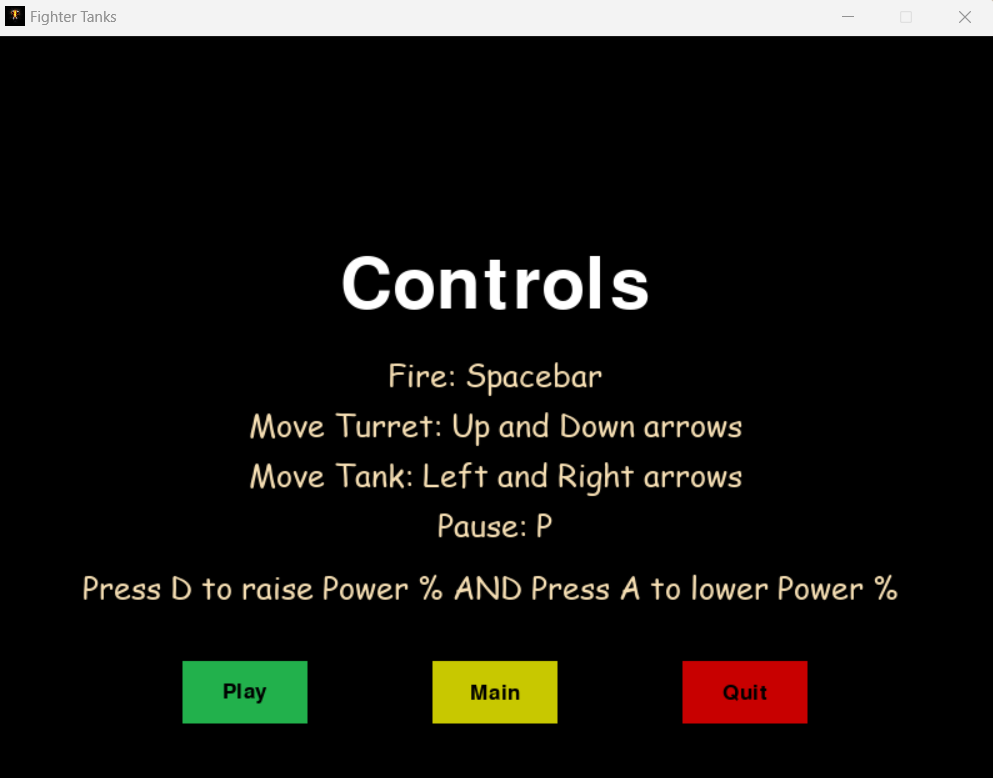 Fighter Tanks
Controls
Fire: Spacebar
Move Turret: Up and Down arrows
Move Tank: Left and Right arrows
Pause: P
Press D to raise Power % AND Press A to lower Power %
Play
Main
Quit